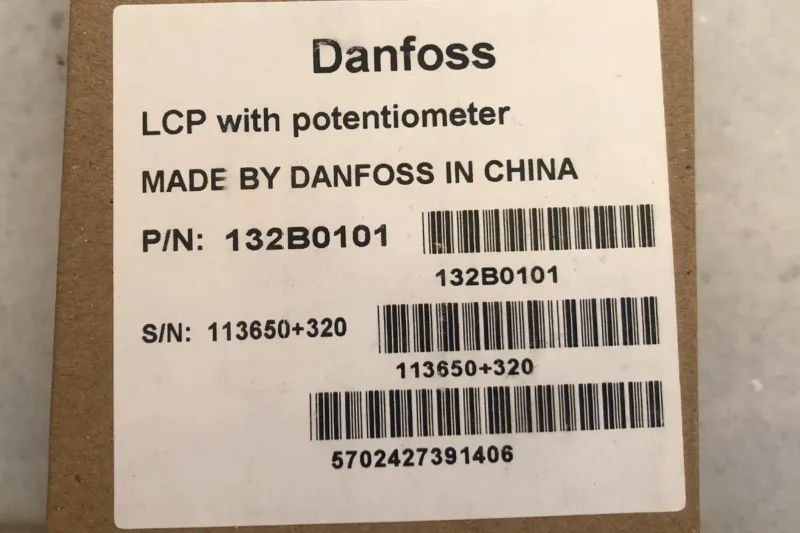 Danfoss
LCP with potentiometer
MADE BY DANFOSS IN CHINA
P/N: 132B0101
132B0101
S/N: 113650+320
113650+320
5702427391406